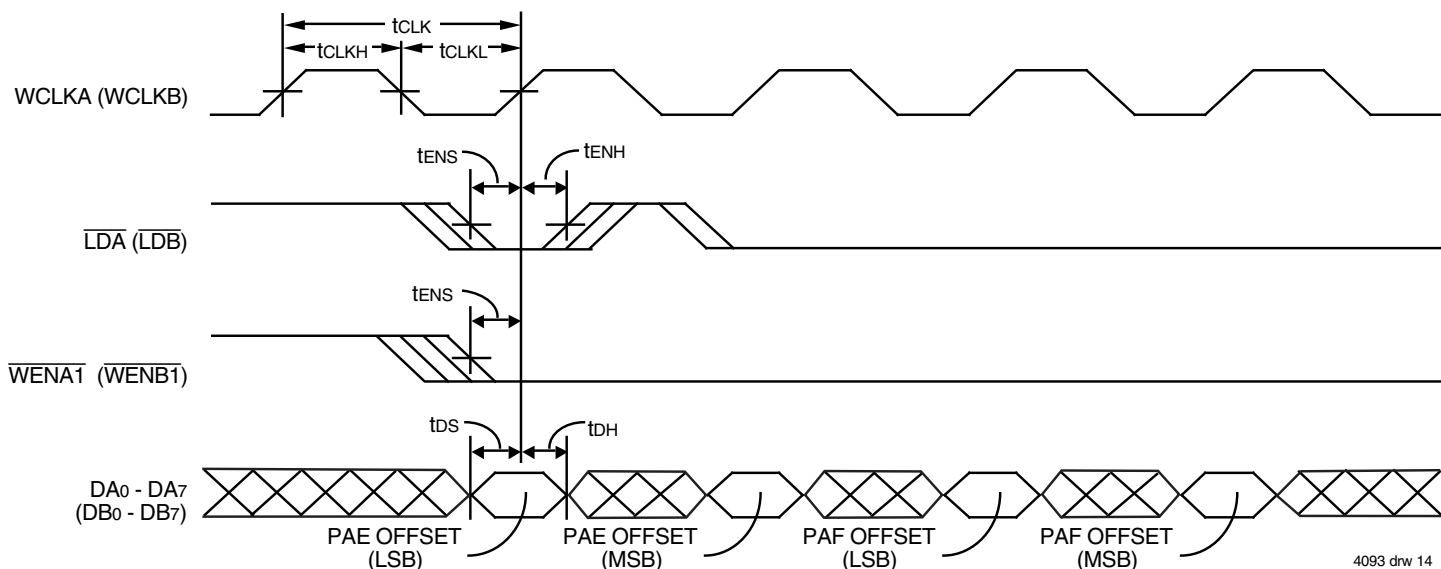 tCLK
tCLKH
tCLKL
WCLKA (WCLKB)
tENS
tENH
LDA (LDB)
tENS
WENA1 (WENB1)
tDS
tDH
DA0 - DA7
(DB0 - DB7)
PAE OFFSET
(LSB)
PAE OFFSET
(MSB)
PAF OFFSET
(LSB)
PAF OFFSET
(MSB)
4093 drw 14